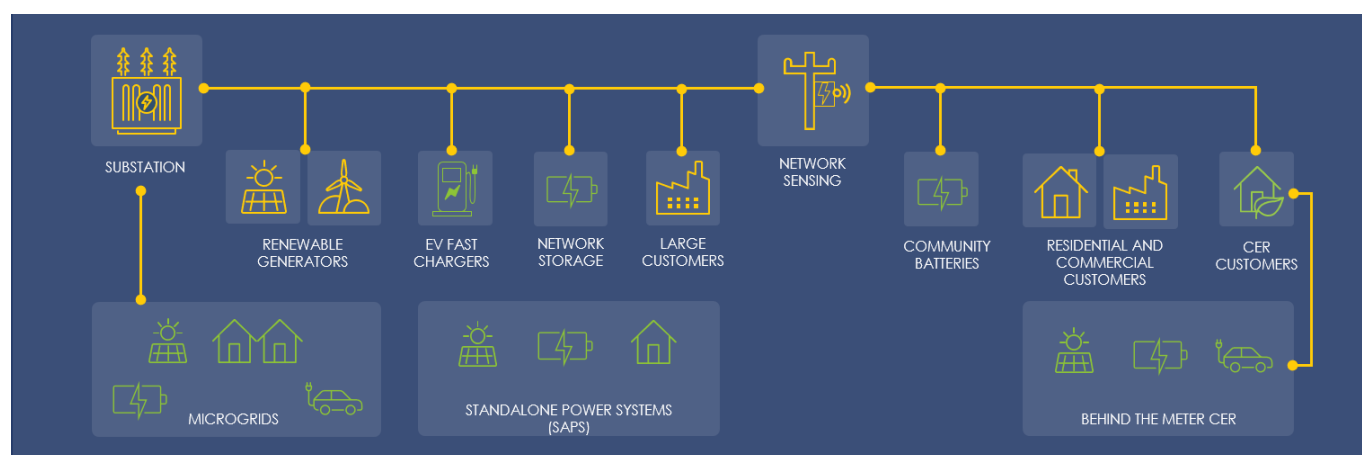 SUBSTATION
NETWORK
SENSING
RENEWABLE
GENERATORS
EV FAST
CHARGERS
NETWORK
STORAGE
LARGE
CUSTOMERS
COMMUNITY
BATTERIES
RESIDENTIAL AND
COMMERCIAL
CUSTOMERS
CER
CUSTOMERS
MICROGRIDS
STANDALONE POWER SYSTEMS
(SAPS)
BEHIND THE METER CER